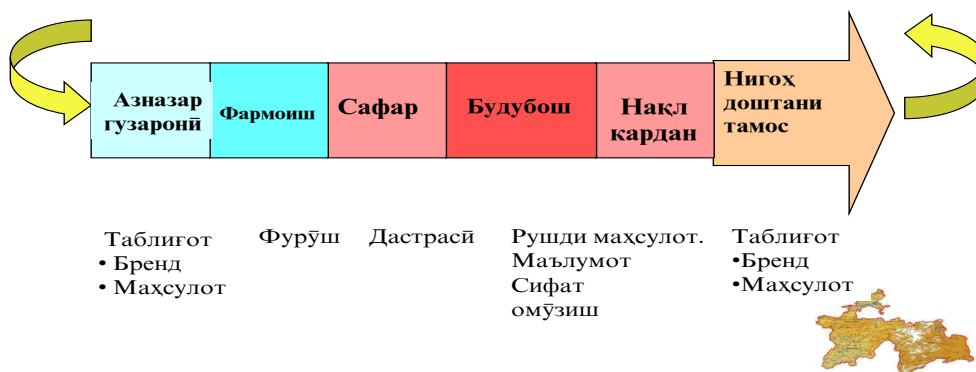 Азназар
гузаронӣ
Фармоиш
Сафар
Будубош
Нақл
кардан
Нигоҳ
доштани
тамос
Таблиғот
• Бренд
• Маҳсулот
Фурӯш
Дастрасӣ
Рушди маҳсулот.
Маълумот
Сифат
омӯзиш
Таблиғот
•Бренд
•Маҳсулот